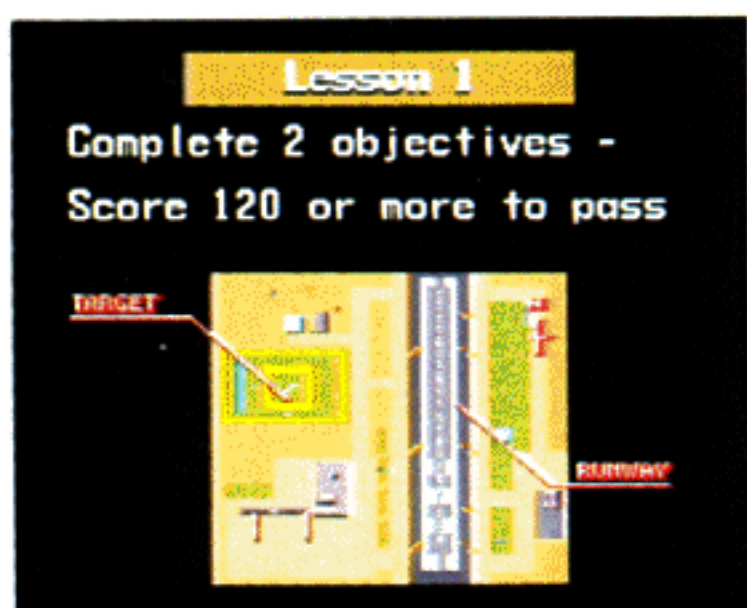 Lesson 1
Complete 2 objectives -
Score 120 or more to pass
TARGET
RUNWAY